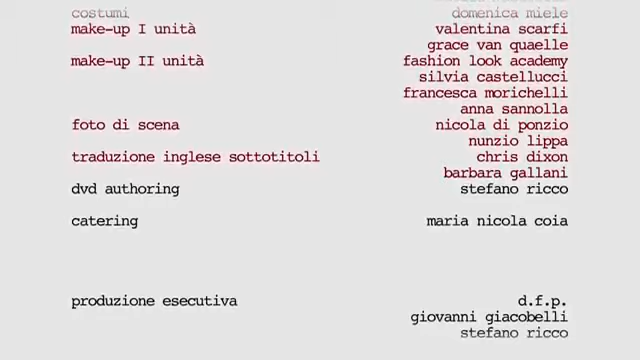 costumi domenica miele
make-up I unità valentina scarfi
grace van quaelle
make-up II unità fashion look academy
silvia castellucci
francesca morichelli
anna sannolla
foto di scena nicola di ponzio
nunzio lippa
traduzione inglese sottotitoli chris dixon
barbara gallani
dvd authoring stefano ricco
catering maria nicola coia
produzione esecutiva d.f.p.
giovanni giacobelli
stefano ricco